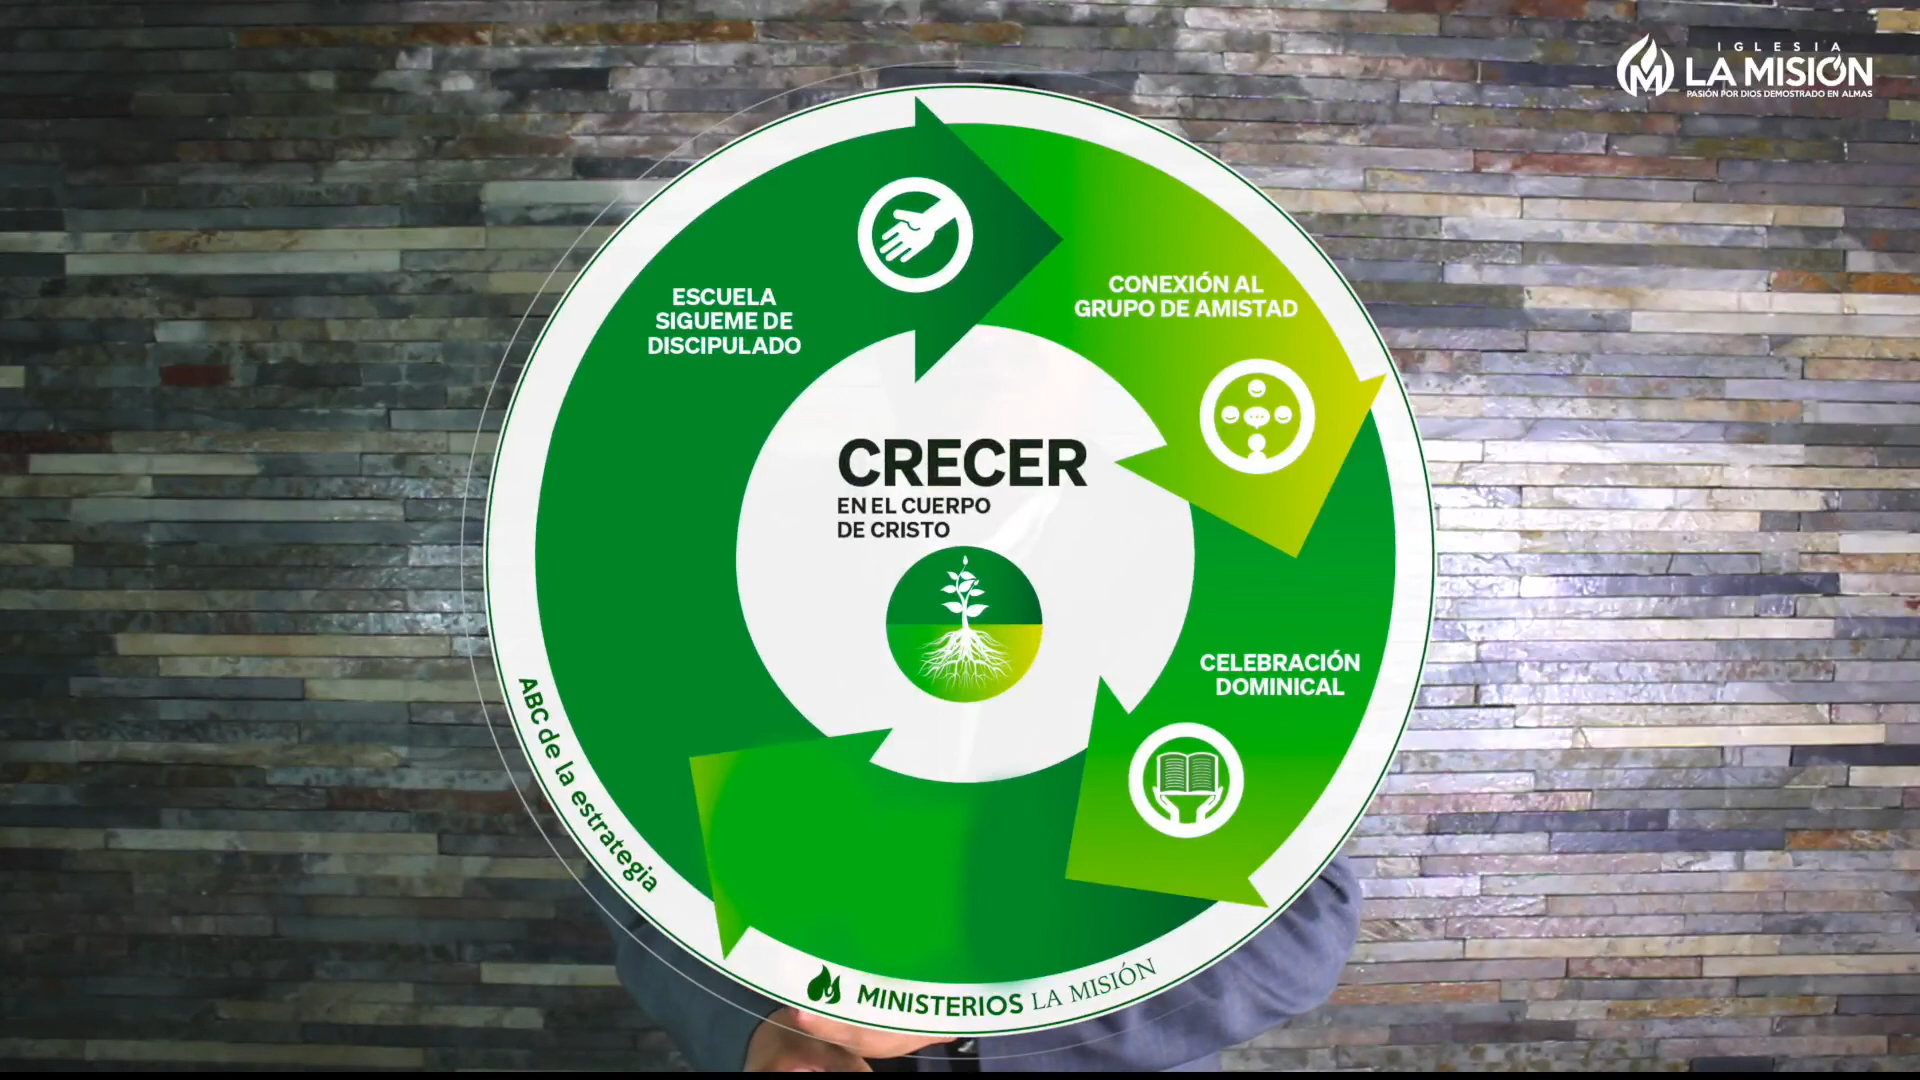 IGLESIA
LA MISIÓN
PASIÓN POR DIOS DEMOSTRADO EN ALMAS
ESCUELA
SIGUEME DE
DISCIPULADO
CONEXIÓN AL
GRUPO DE AMISTAD
CRECER
EN EL CUERPO
DE CRISTO
CELEBRACIÓN
DOMINICAL
ABC de la estrategia
MINISTERIOS LA MISIÓN